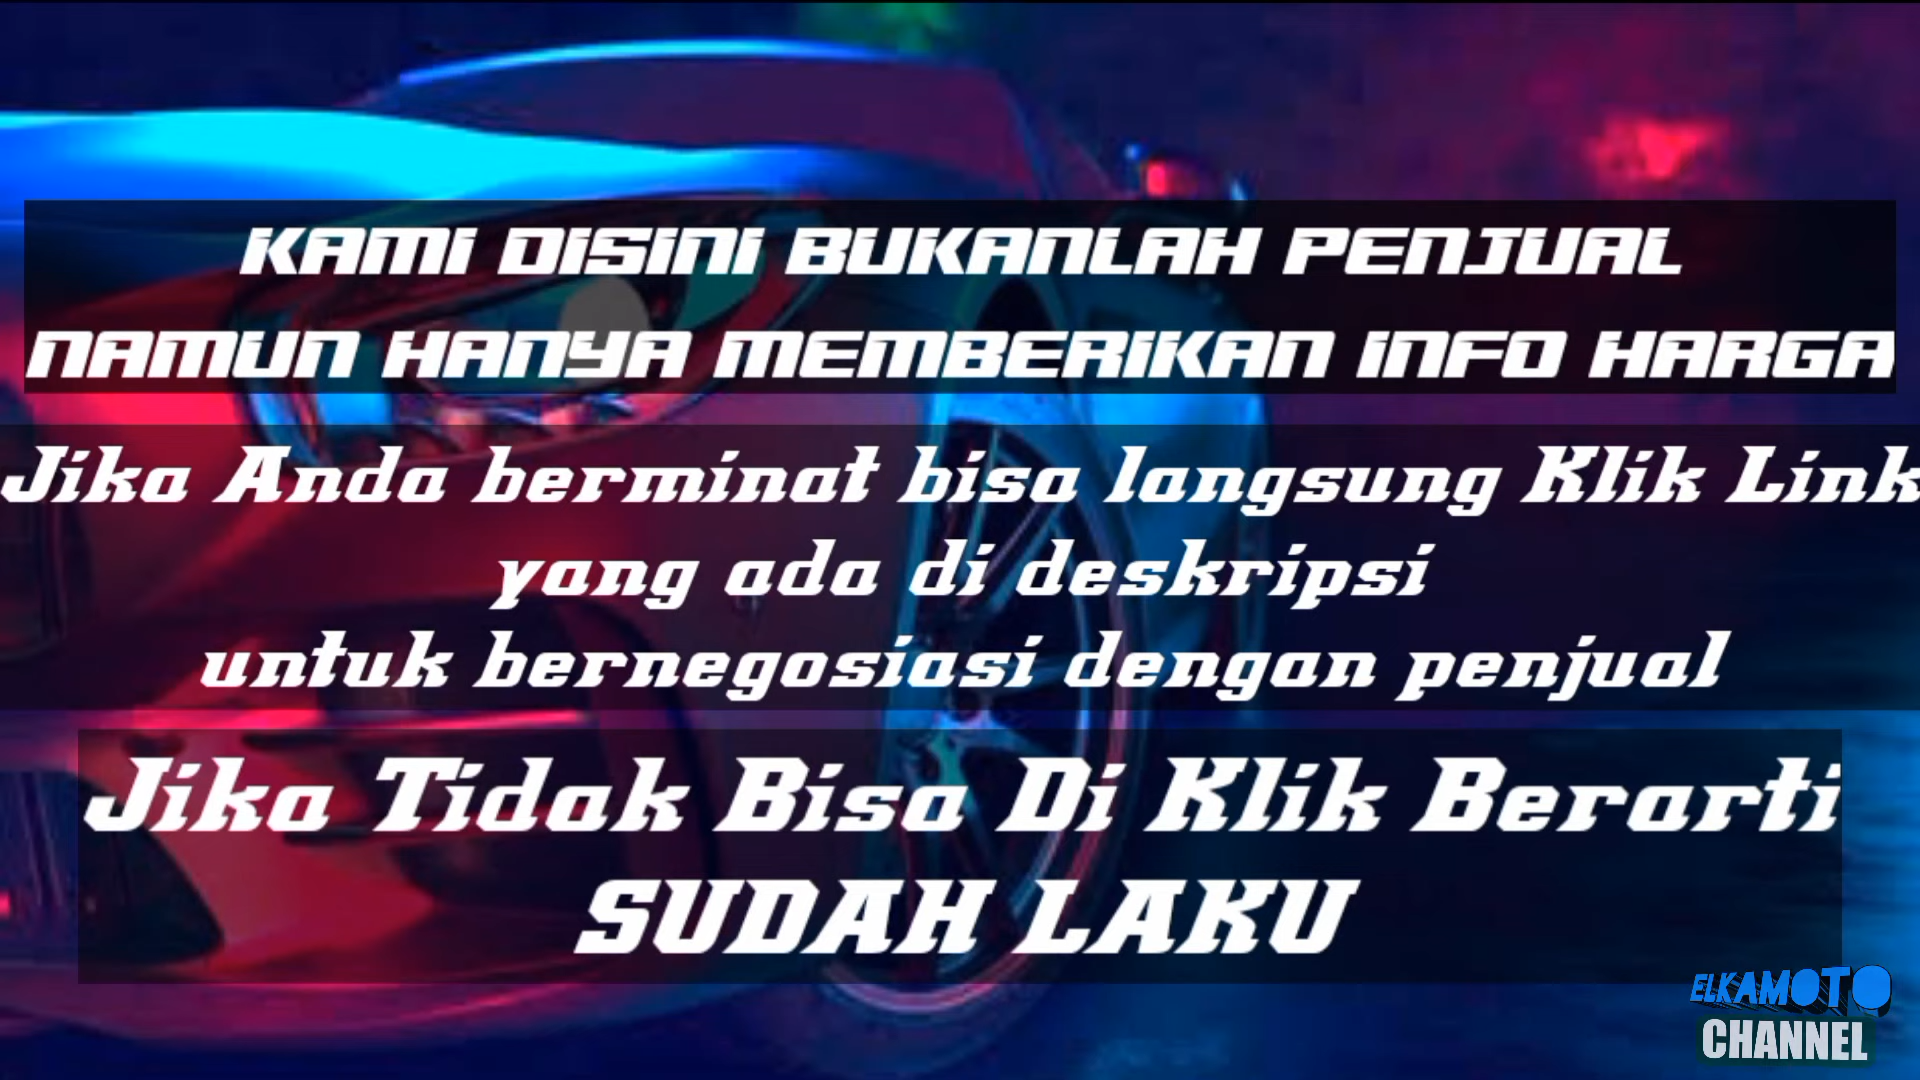 KAMI DISINI BUKANLAH PENJUAL
NAMUN HANYA MEMBERIKAN INFO HARGA
Jika Anda berminat bisa langsung Klik Link
yang ada di deskripsi
untuk bernegosiasi dengan penjual
Jika Tidak Bisa Di Klik Berarti
SUDAH LAKU
ELKAMOTO
CHANNEL